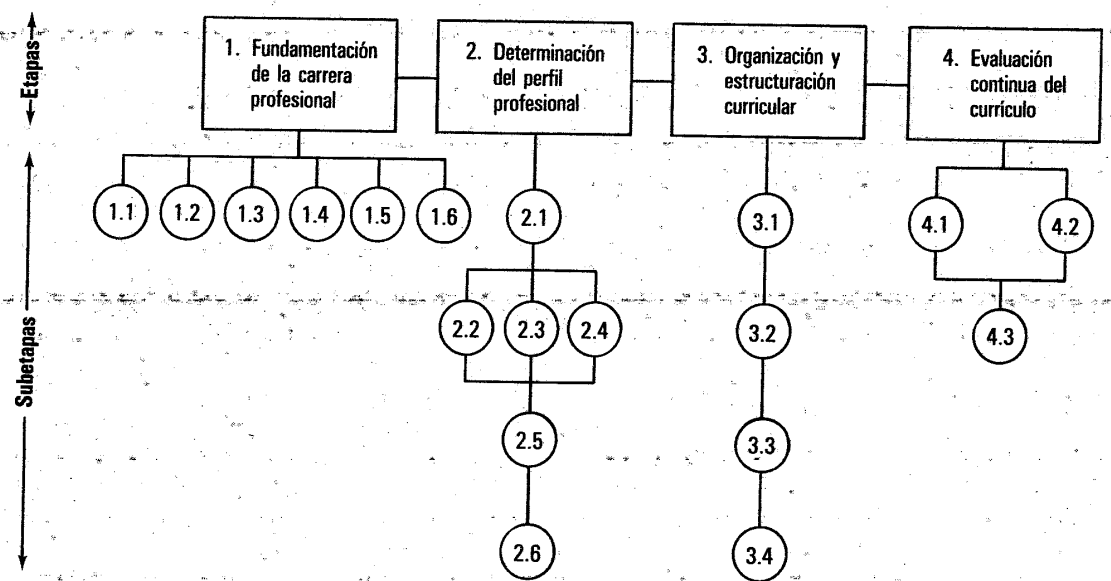 Etapas
1. Fundamentación
de la carrera
profesional
2. Determinación
del perfil
profesional
3. Organización y
estructuración
curricular
4. Evaluación
continua del
currículo
Subetapas
1.1 1.2 1.3 1.4 1.5 1.6 2.1 3.1 4.1 4.2
2.2 2.3 2.4 3.2 4.3
2.5 3.3
2.6 3.4